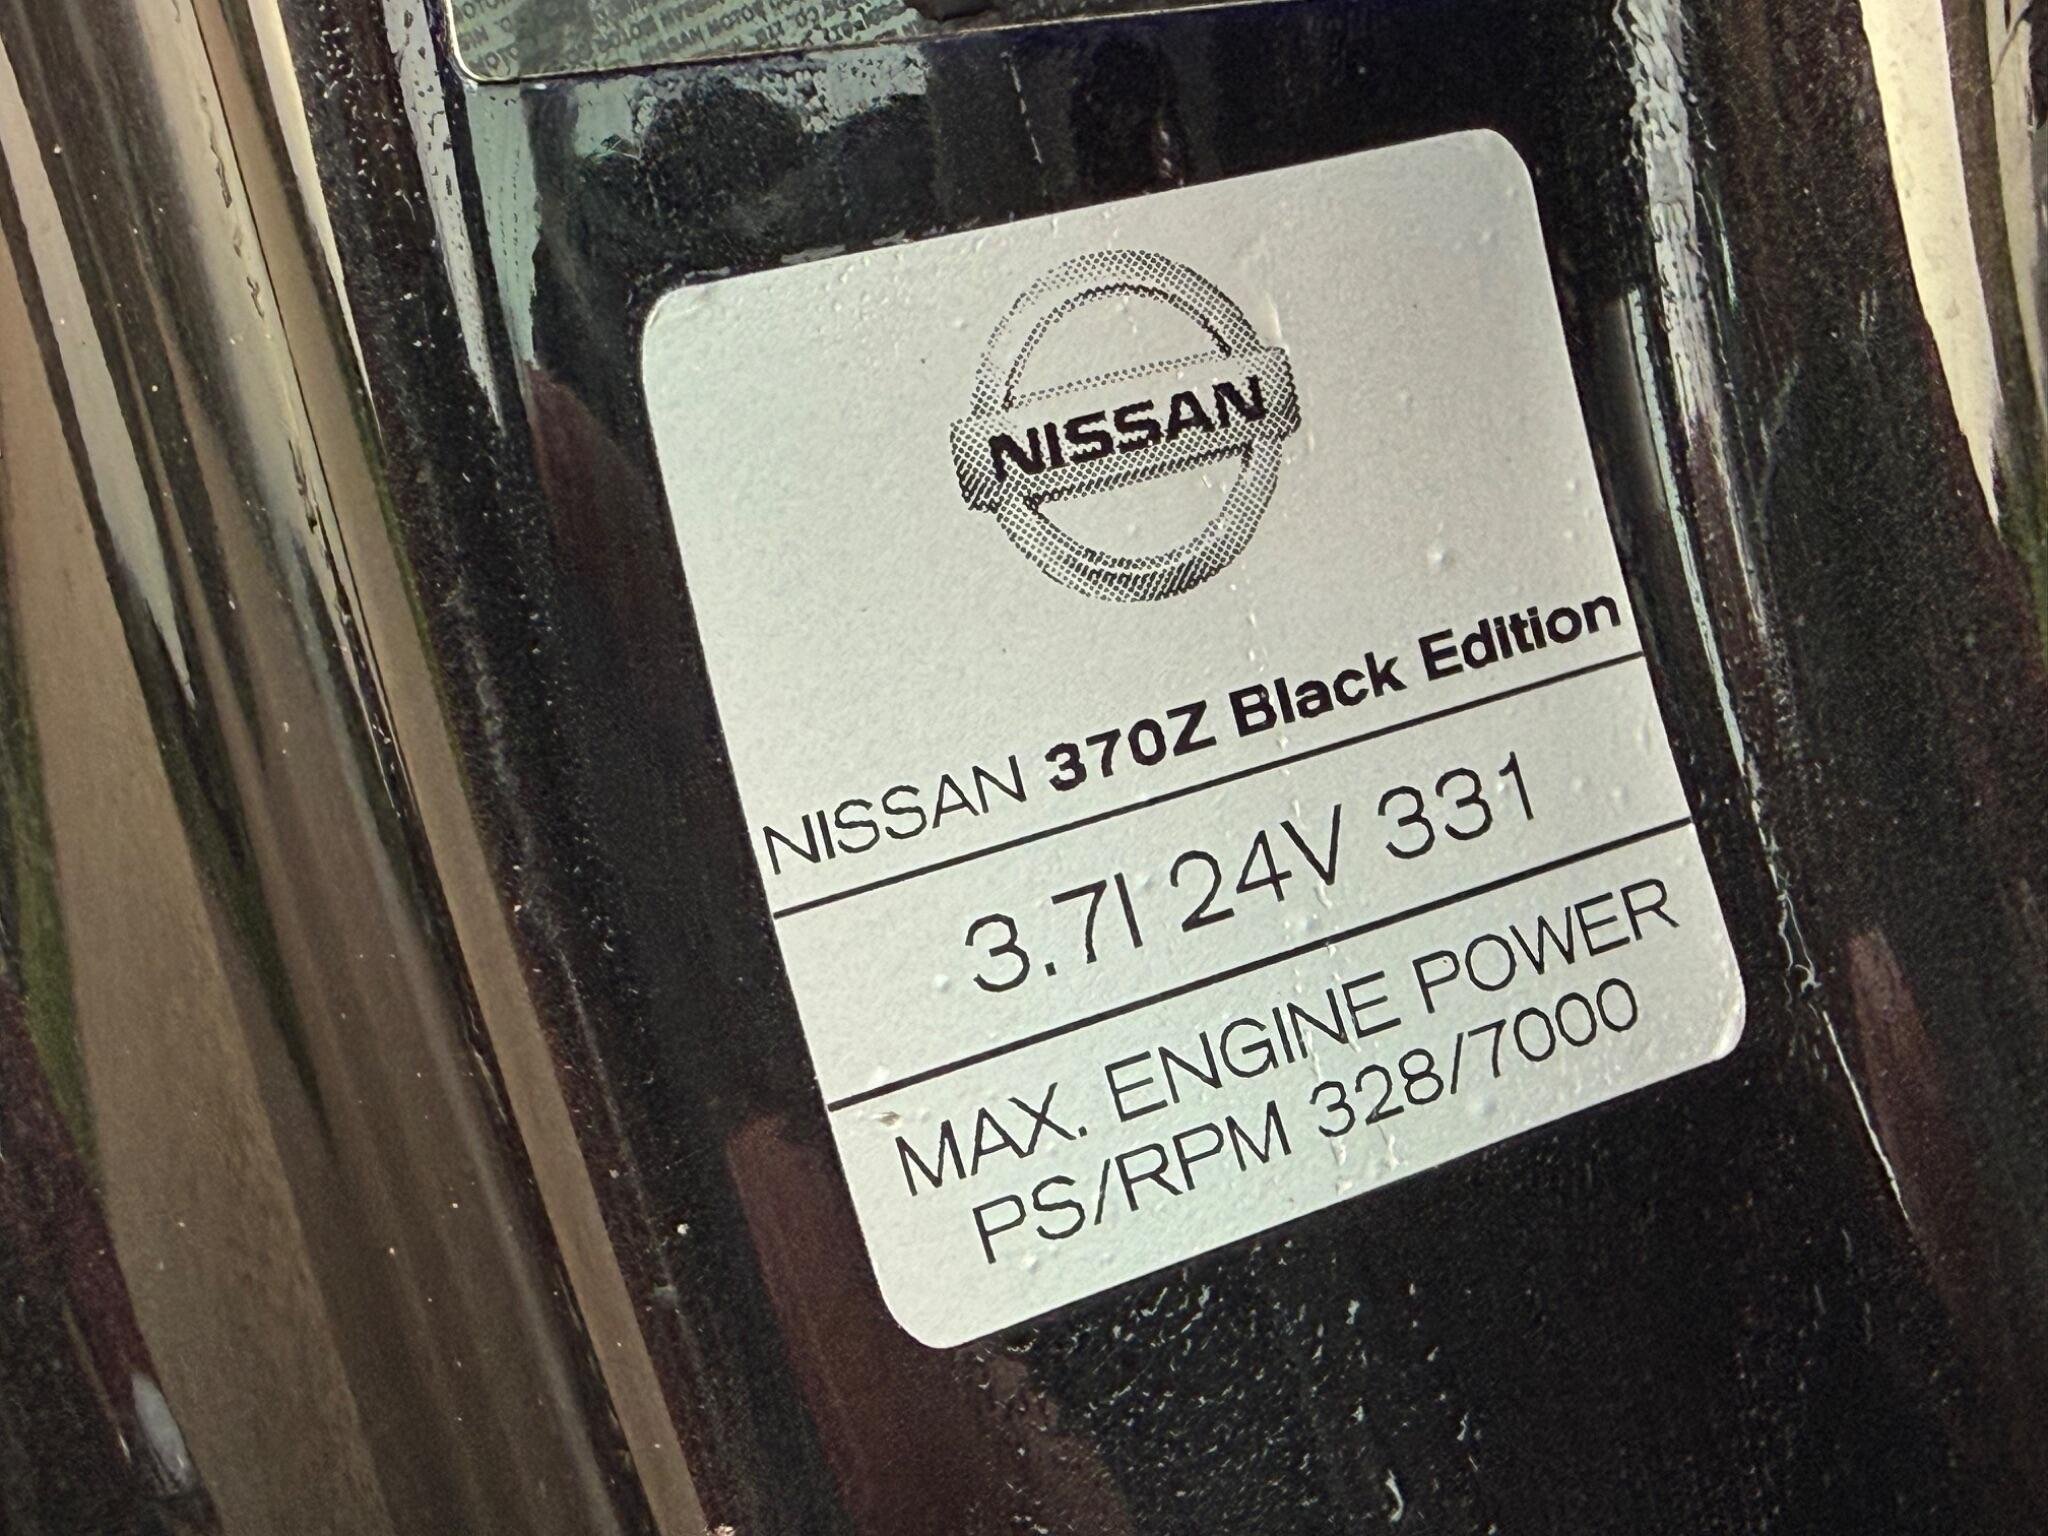 NISSAN
NISSAN 370Z Black Edition
3.7l 24V 331
MAX. ENGINE POWER
PS/RPM 328/7000